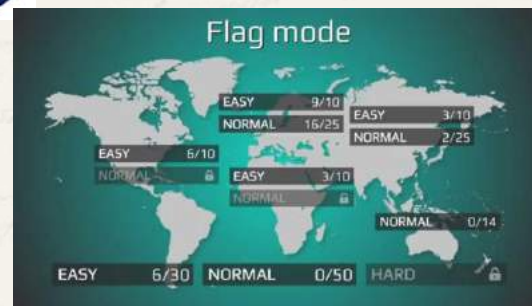 Flag mode
EASY 9/10
NORMAL 16/25
EASY 3/10
NORMAL 2/25
EASY 6/10
NORMAL
EASY 3/10
NORMAL
NORMAL 0/14
EASY 6/30 NORMAL 0/50 HARD